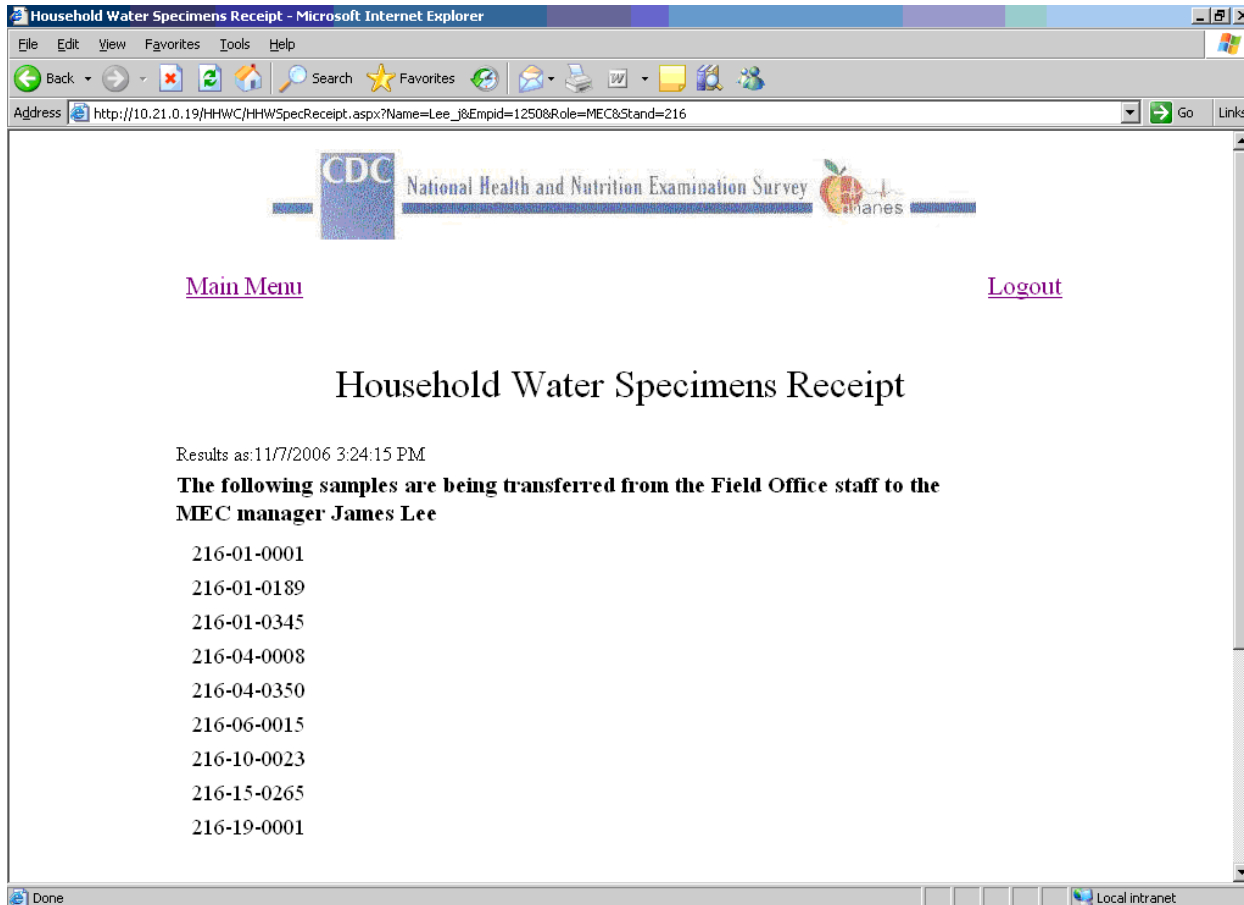 Household Water Specimens Receipt - Microsoft Internet Explorer
File Edit View Favorites Tools Help
Back Search Favorites
Address http://10.21.0.19/HHWC/HHWSpecReceipt.aspx?Name=Lee_j&Empid=1250&Role=MEC&Stand=216 Go Links
CDC National Health and Nutrition Examination Survey nhanes
Main Menu Logout
Household Water Specimens Receipt
Results as:11/7/2006 3:24:15 PM
The following samples are being transferred from the Field Office staff to the
MEC manager James Lee
216-01-0001
216-01-0189
216-01-0345
216-04-0008
216-04-0350
216-06-0015
216-10-0023
216-15-0265
216-19-0001
Done Local intranet